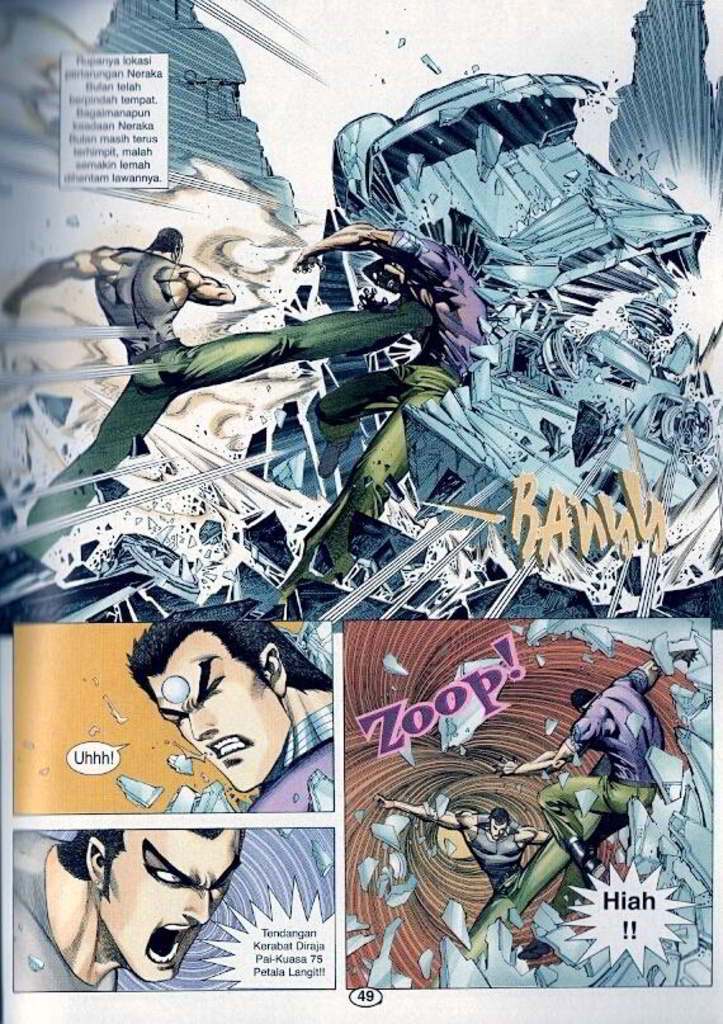 Rupanya lokasi
pertarungan Neraka
Bulan telah
berpindah tempat.
Bagaimanapun
keadaan Neraka
Bulan masih terus
terhimpit, malah
semakin lemah
dihentam lawannya.
BANYY
Uhhh!
Zoop!
Tendangan
Kerabat Diraja
Pai-Kuasa 75
Petala Langit!!
Hiah
!!
49